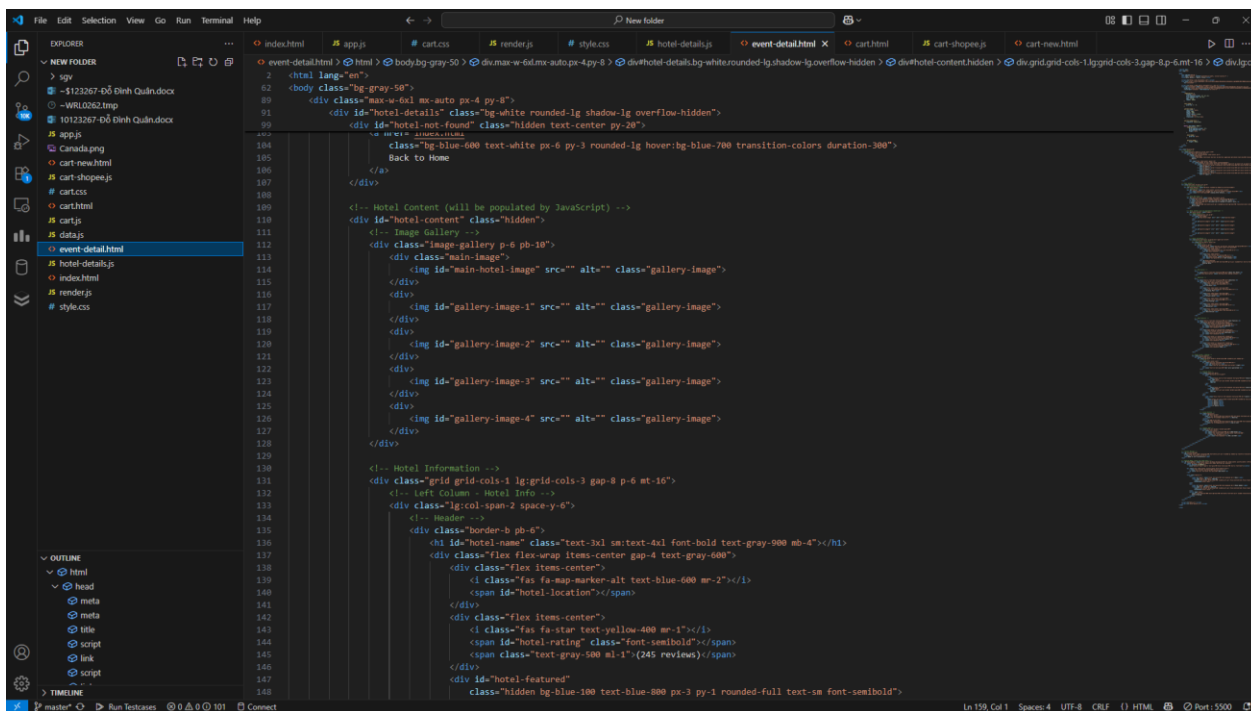 File Edit Selection View Go Run Terminal Help
New folder
EXPLORER
NEW FOLDER
sgv
~$123267-Đỗ Đình Quân.docx
~WRL0262.tmp
10123267-Đỗ Đình Quân.docx
JS app.js
Canada.png
cart-new.html
JS cart-shopee.js
# cart.css
cart.html
JS cart.js
JS data.js
event-detail.html
JS hotel-details.js
index.html
JS render.js
# style.css
OUTLINE
html
head
meta
meta
title
script
link
script
TIMELINE
index.html JS app.js # cart.css JS render.js # style.css JS hotel-details.js event-detail.html cart.html JS cart-shopee.js cart-new.html
event-detail.html > html > body.bg-gray-50 > div.max-w-6xl.mx-auto.px-4.py-8 > div#hotel-details.bg-white.rounded-lg.shadow-lg.overflow-hidden > div#hotel-content.hidden > div.grid.grid-cols-1.lg:grid-cols-3.gap-8.p-6.mt-16 > div.lg:c
2 <html lang="en">
62 <body class="bg-gray-50">
89 <div class="max-w-6xl mx-auto px-4 py-8">
91 <div id="hotel-details" class="bg-white rounded-lg shadow-lg overflow-hidden">
99 <div id="hotel-not-found" class="hidden text-center py-20">
103 <a href="index.html"
104 class="bg-blue-600 text-white px-6 py-3 rounded-lg hover:bg-blue-700 transition-colors duration-300">
105 Back to Home
106 </a>
107 </div>
108
109 <!-- Hotel Content (will be populated by JavaScript) -->
110 <div id="hotel-content" class="hidden">
111 <!-- Image Gallery -->
112 <div class="image-gallery p-6 pb-10">
113 <div class="main-image">
114 <img id="main-hotel-image" src="" alt="" class="gallery-image">
115 </div>
116 <div>
117 <img id="gallery-image-1" src="" alt="" class="gallery-image">
118 </div>
119 <div>
120 <img id="gallery-image-2" src="" alt="" class="gallery-image">
121 </div>
122 <div>
123 <img id="gallery-image-3" src="" alt="" class="gallery-image">
124 </div>
125 <div>
126 <img id="gallery-image-4" src="" alt="" class="gallery-image">
127 </div>
128 </div>
129
130 <!-- Hotel Information -->
131 <div class="grid grid-cols-1 lg:grid-cols-3 gap-8 p-6 mt-16">
132 <!-- Left Column - Hotel Info -->
133 <div class="lg:col-span-2 space-y-6">
134 <!-- Header -->
135 <div class="border-b pb-6">
136 <h1 id="hotel-name" class="text-3xl sm:text-4xl font-bold text-gray-900 mb-4"></h1>
137 <div class="flex flex-wrap items-center gap-4 text-gray-600">
138 <div class="flex items-center">
139 <i class="fas fa-map-marker-alt text-blue-600 mr-2"></i>
140 <span id="hotel-location"></span>
141 </div>
142 <div class="flex items-center">
143 <i class="fas fa-star text-yellow-400 mr-1"></i>
144 <span id="hotel-rating" class="font-semibold"></span>
145 <span class="text-gray-500 ml-1">(245 reviews)</span>
146 </div>
147 <div id="hotel-featured"
148 class="hidden bg-blue-100 text-blue-800 px-3 py-1 rounded-full text-sm font-semibold">
master* Run Testcases 0 0 101 Connect
Ln 159, Col 1 Spaces: 4 UTF-8 CRLF {} HTML Port : 5500